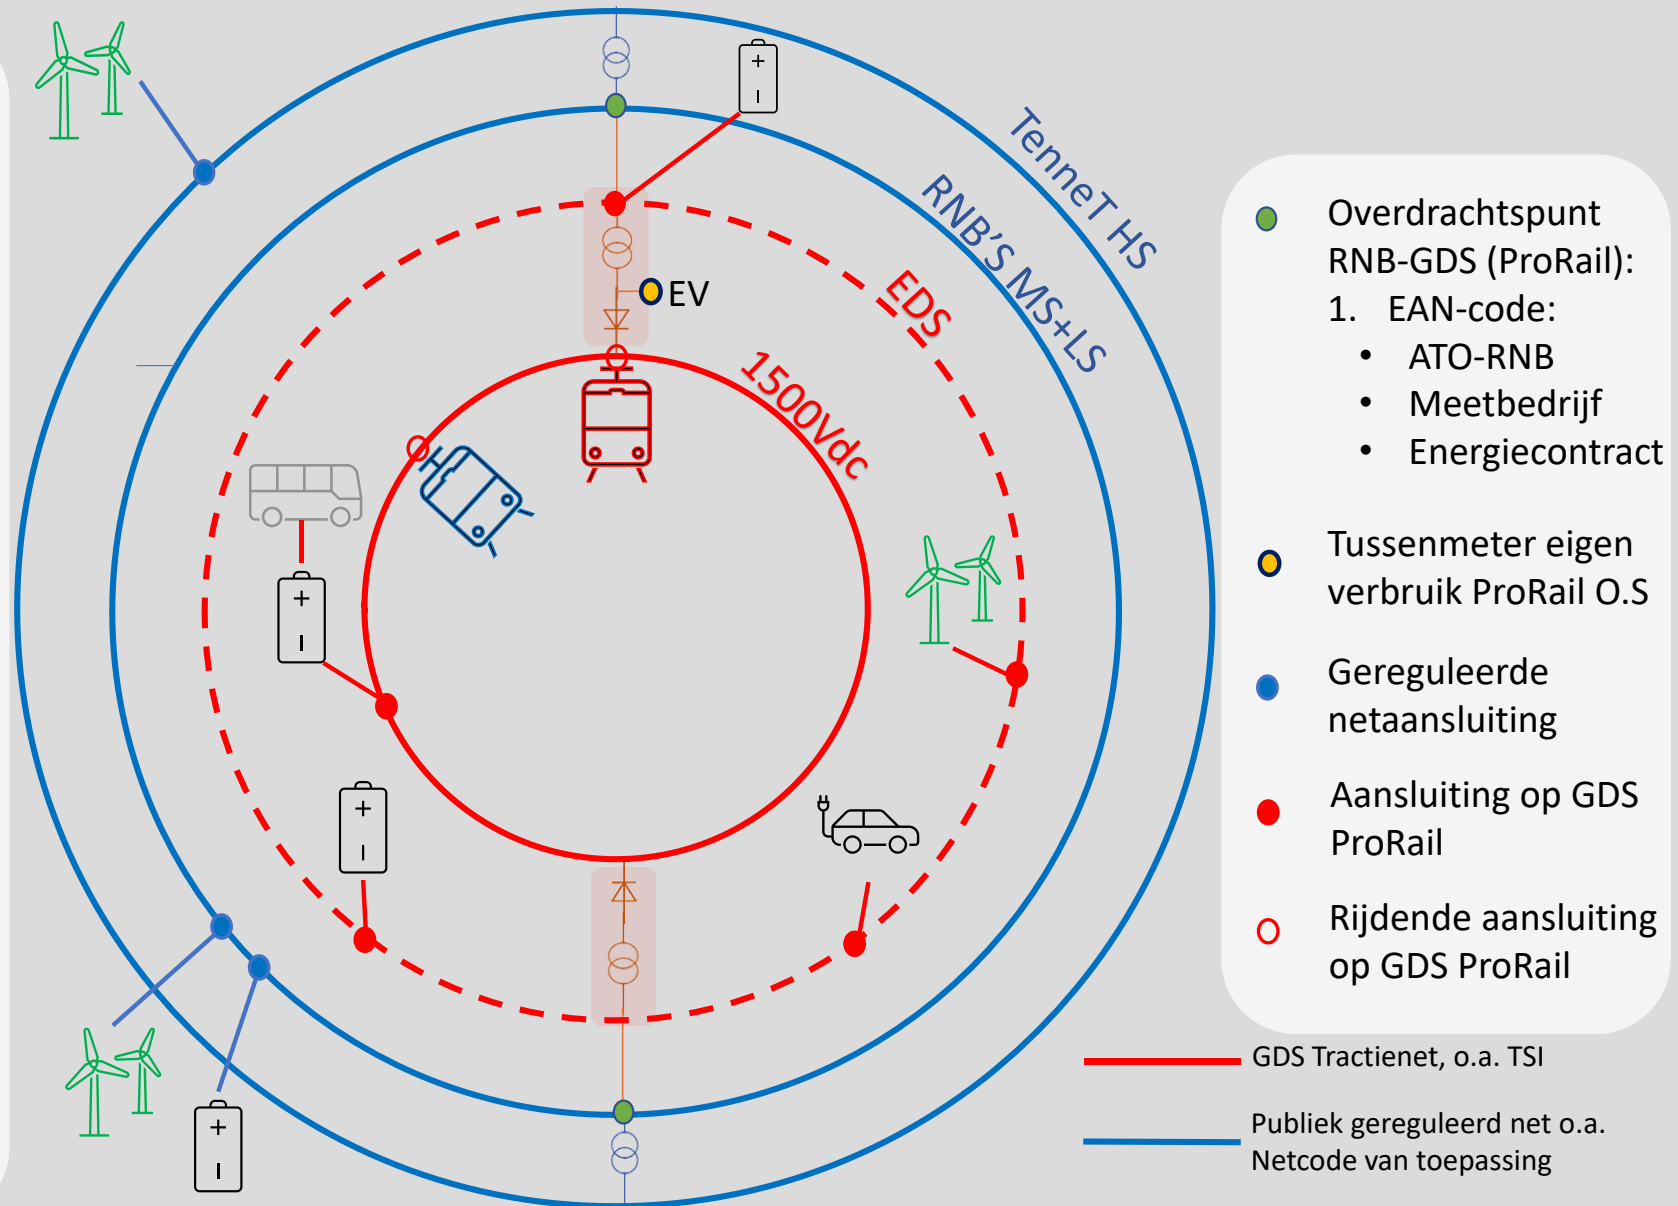 TenneT HS
RNB'S MS+LS
EDS
1500Vdc
EV
+
+
+
+
Overdrachtspunt
RNB-GDS (ProRail):
1. EAN-code:
• ATO-RNB
• Meetbedrijf
• Energiecontract
Tussenmeter eigen
verbruik ProRail O.S
Gereguleerde
netaansluiting
Aansluiting op GDS
ProRail
Rijdende aansluiting
op GDS ProRail
GDS Tractienet, o.a. TSI
Publiek gereguleerd net o.a.
Netcode van toepassing